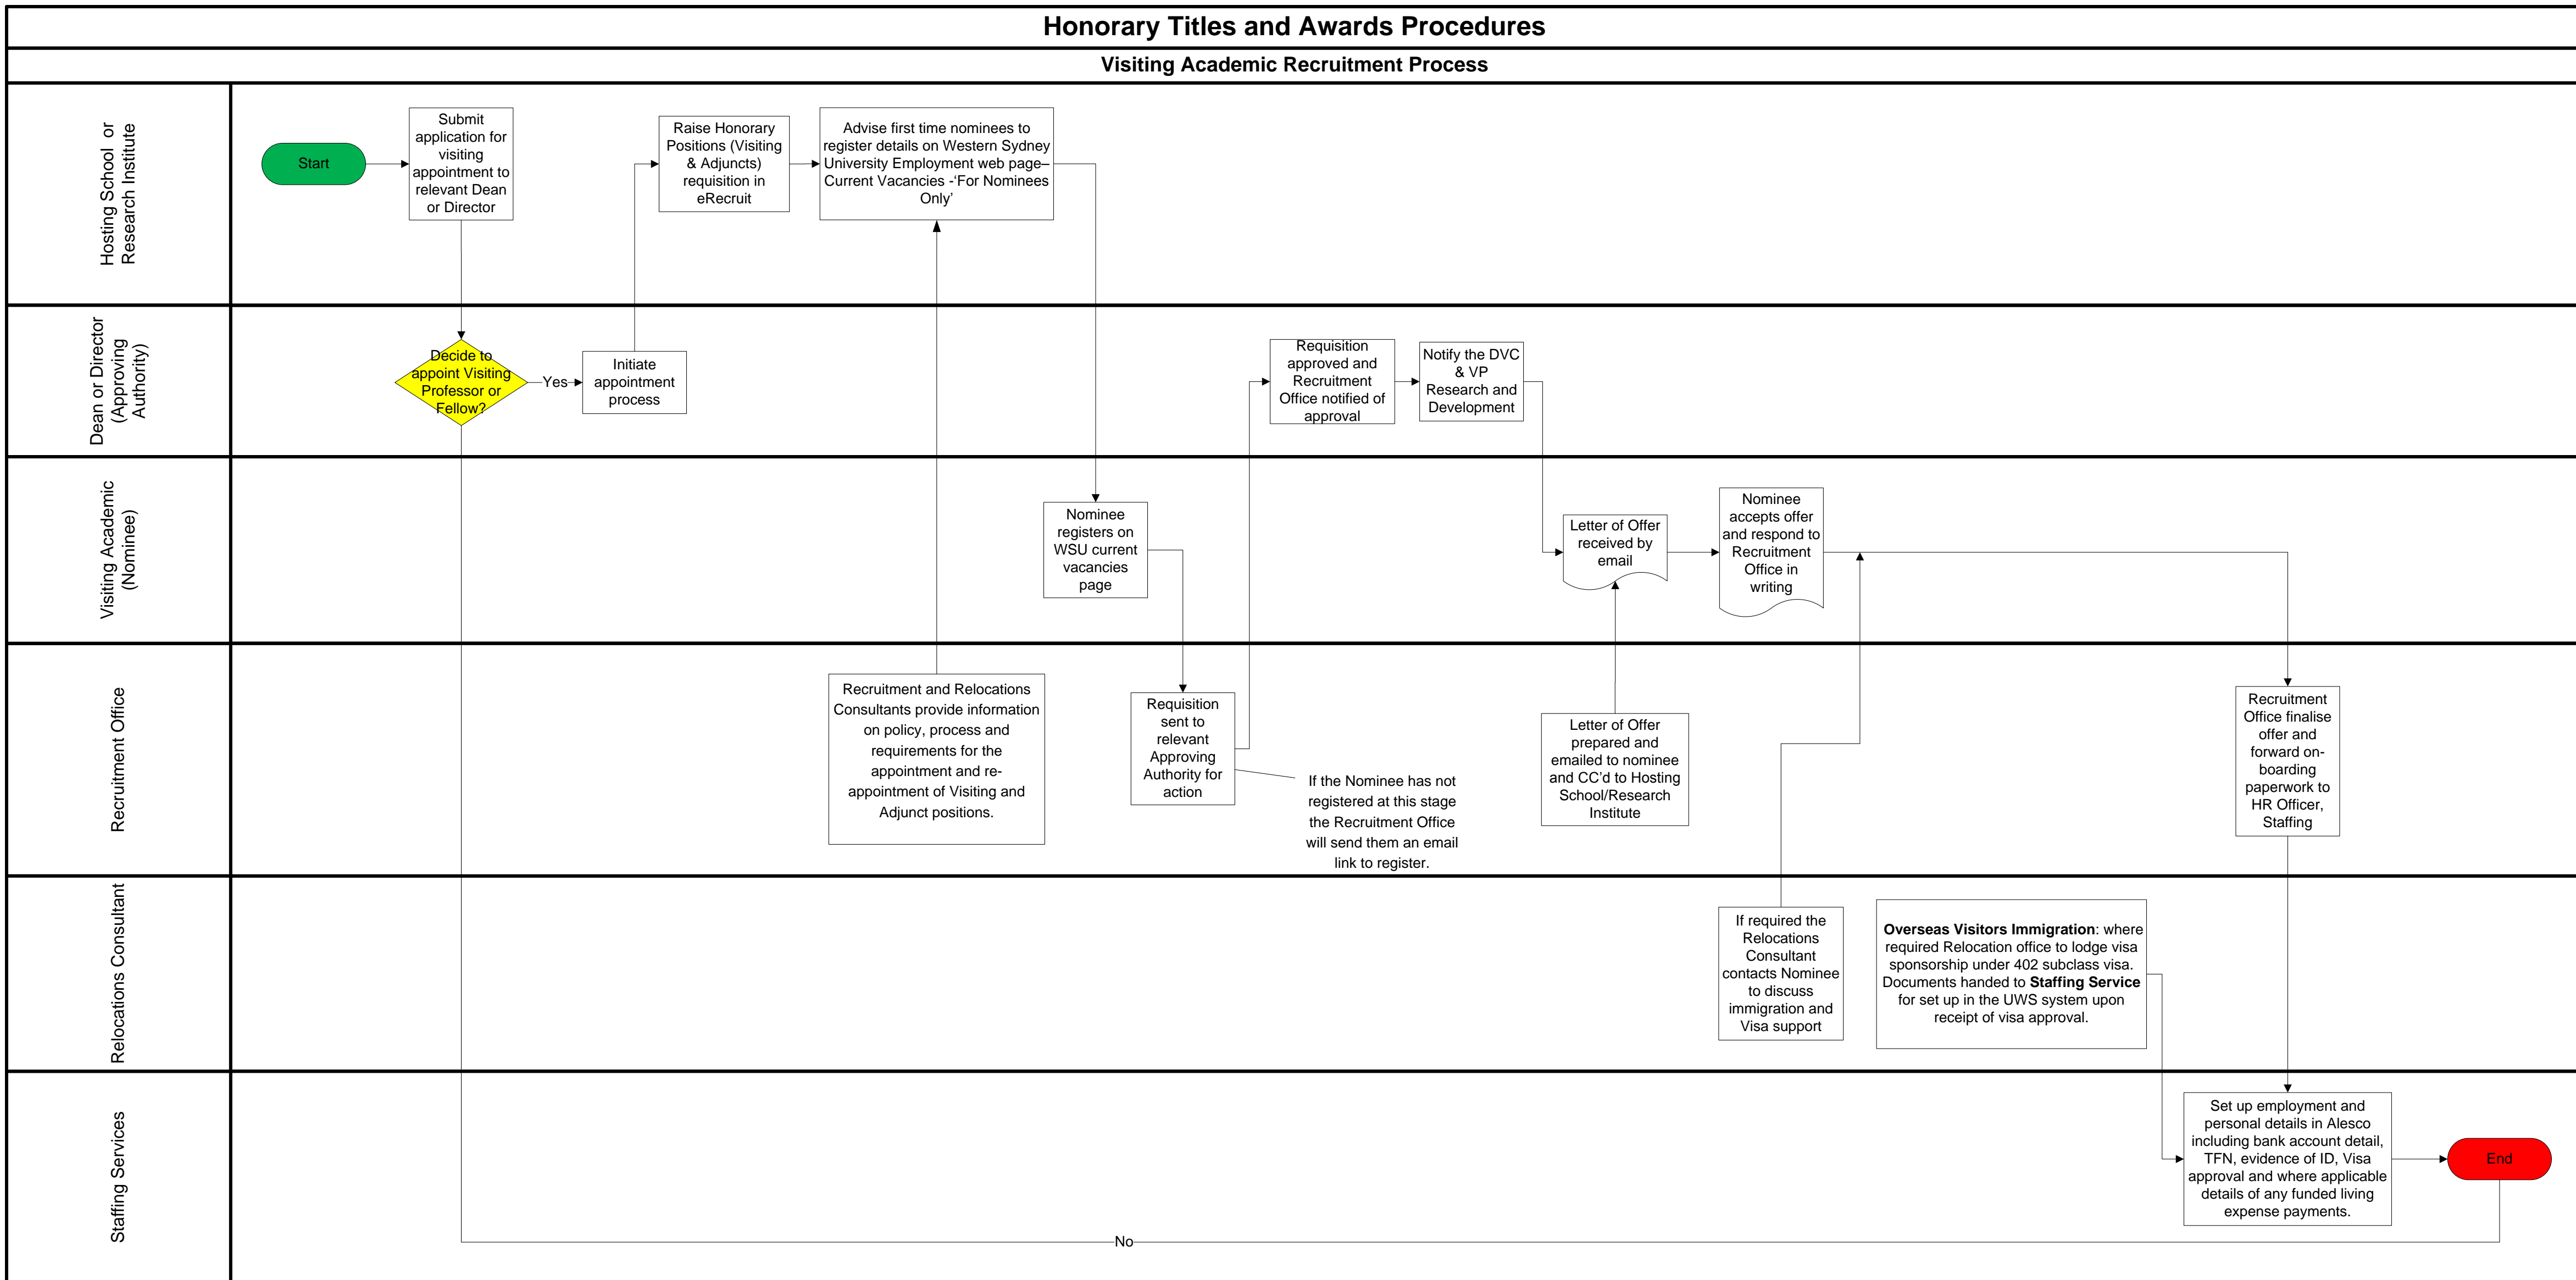 Honorary Titles and Awards Procedures
Visiting Academic Recruitment Process
Hosting School  or
Research Institute
Start
Submit
application for
visiting
appointment to
relevant Dean
or Director
Raise Honorary
Positions (Visiting
& Adjuncts)
requisition in
eRecruit
Advise first time nominees to
register details on Western Sydney
University Employment web page–
Current Vacancies -‘For Nominees
Only’
Dean or Director
(Approving
Authority)
Decide to
appoint Visiting
Professor or
Fellow?
Yes
Initiate
appointment
process
Requisition
approved and
Recruitment
Office notified of
approval
Notify the DVC
& VP
Research and
Development
Visiting Academic
(Nominee)
Nominee
registers on
WSU current
vacancies
page
Letter of Offer
received by
email
Nominee
accepts offer
and respond to
Recruitment
Office in
writing
Recruitment Office
Recruitment and Relocations
Consultants provide information
on policy, process and
requirements for the
appointment and re-
appointment of Visiting and
Adjunct positions.
Requisition
sent to
relevant
Approving
Authority for
action
If the Nominee has not
registered at this stage
the Recruitment Office
will send them an email
link to register.
Letter of Offer
prepared and
emailed to nominee
and CC’d to Hosting
School/Research
Institute
Recruitment
Office finalise
offer and
forward on-
boarding
paperwork to
HR Officer,
Staffing
Relocations Consultant
If required the
Relocations
Consultant
contacts Nominee
to discuss
immigration and
Visa support
Overseas Visitors Immigration: where
required Relocation office to lodge visa
sponsorship under 402 subclass visa.
Documents handed to Staffing Service
for set up in the UWS system upon
receipt of visa approval.
Staffing Services
Set up employment and
personal details in Alesco
including bank account detail,
TFN, evidence of ID, Visa
approval and where applicable
details of any funded living
expense payments.
End
No